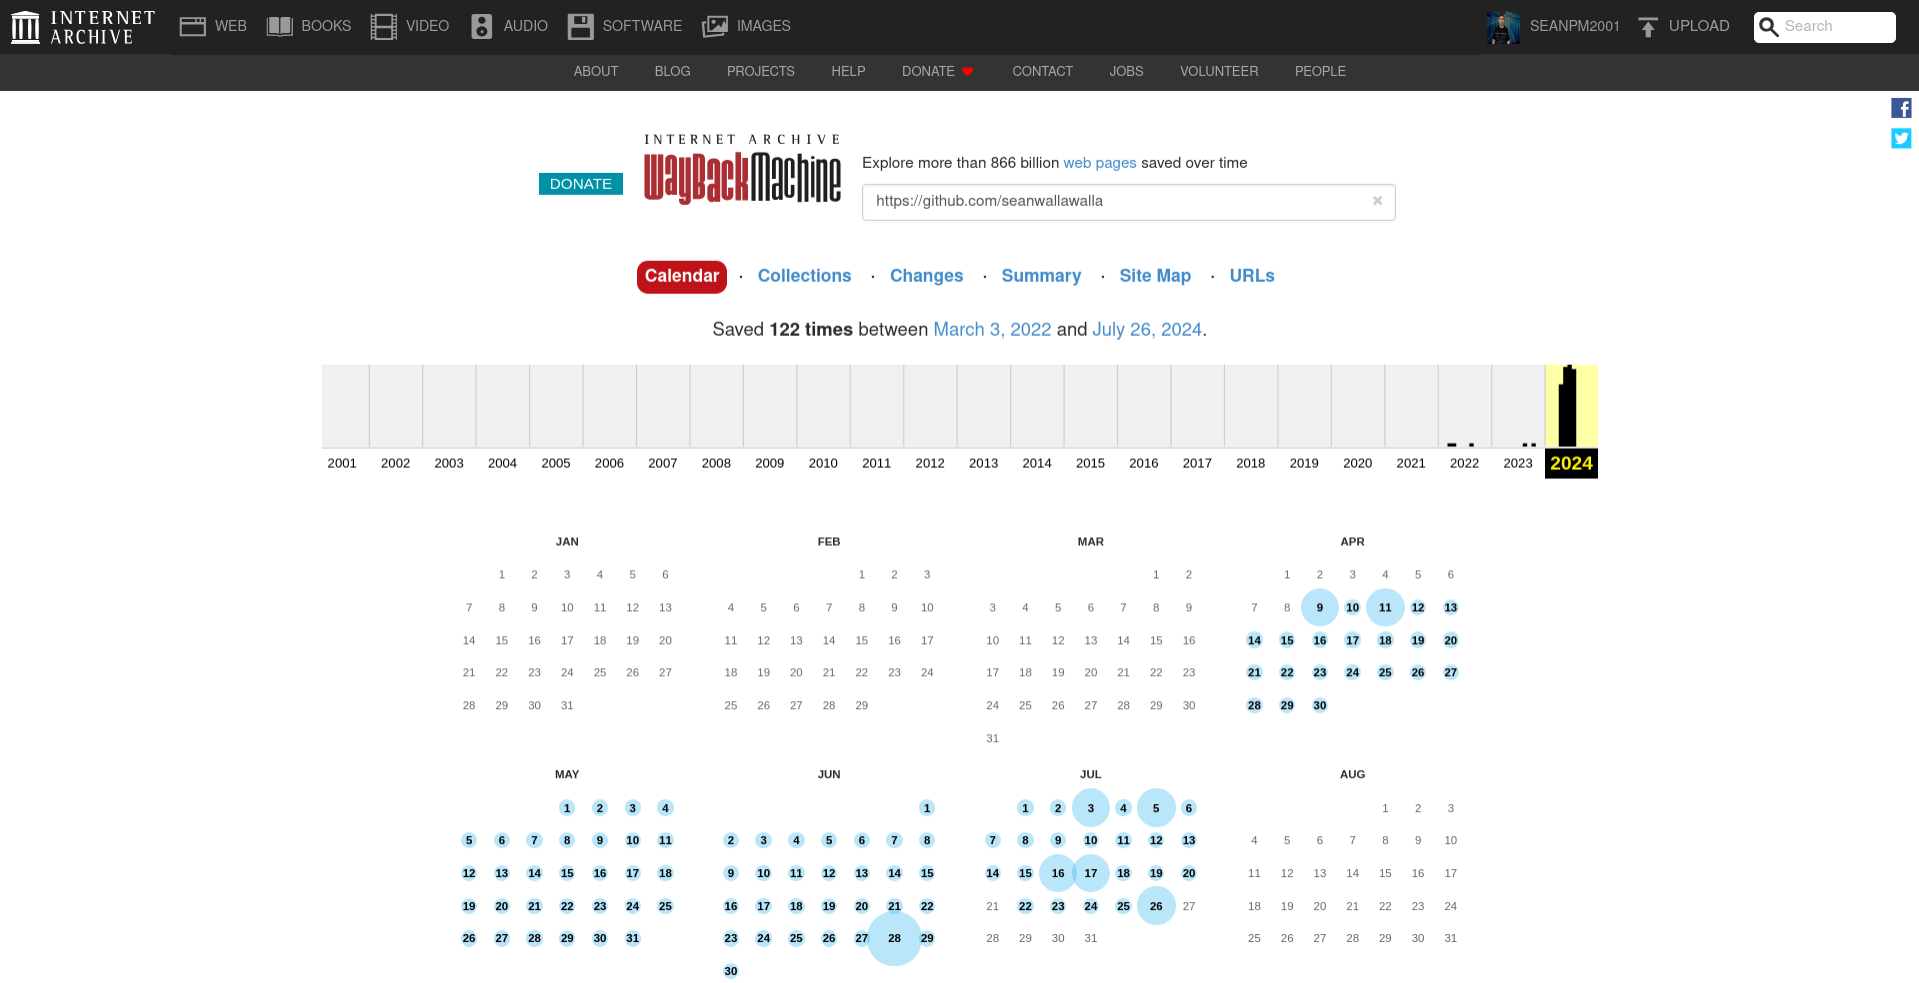 INTERNET ARCHIVE
WEB BOOKS VIDEO AUDIO SOFTWARE IMAGES SEANPM2001 UPLOAD Search
ABOUT BLOG PROJECTS HELP DONATE CONTACT JOBS VOLUNTEER PEOPLE
INTERNET ARCHIVE
WayBackMachine
DONATE
Explore more than 866 billion web pages saved over time
https://github.com/seanwallawalla
Calendar · Collections · Changes · Summary · Site Map · URLs
Saved 122 times between March 3, 2022 and July 26, 2024.
2001 2002 2003 2004 2005 2006 2007 2008 2009 2010 2011 2012 2013 2014 2015 2016 2017 2018 2019 2020 2021 2022 2023 2024
JAN
1 2 3 4 5 6
7 8 9 10 11 12 13
14 15 16 17 18 19 20
21 22 23 24 25 26 27
28 29 30 31
FEB
1 2 3
4 5 6 7 8 9 10
11 12 13 14 15 16 17
18 19 20 21 22 23 24
25 26 27 28 29
MAR
1 2
3 4 5 6 7 8 9
10 11 12 13 14 15 16
17 18 19 20 21 22 23
24 25 26 27 28 29 30
31
APR
1 2 3 4 5 6
7 8 9 10 11 12 13
14 15 16 17 18 19 20
21 22 23 24 25 26 27
28 29 30
MAY
1 2 3 4
5 6 7 8 9 10 11
12 13 14 15 16 17 18
19 20 21 22 23 24 25
26 27 28 29 30 31
JUN
1
2 3 4 5 6 7 8
9 10 11 12 13 14 15
16 17 18 19 20 21 22
23 24 25 26 27 28 29
30
JUL
1 2 3 4 5 6
7 8 9 10 11 12 13
14 15 16 17 18 19 20
21 22 23 24 25 26 27
28 29 30 31
AUG
1 2 3
4 5 6 7 8 9 10
11 12 13 14 15 16 17
18 19 20 21 22 23 24
25 26 27 28 29 30 31